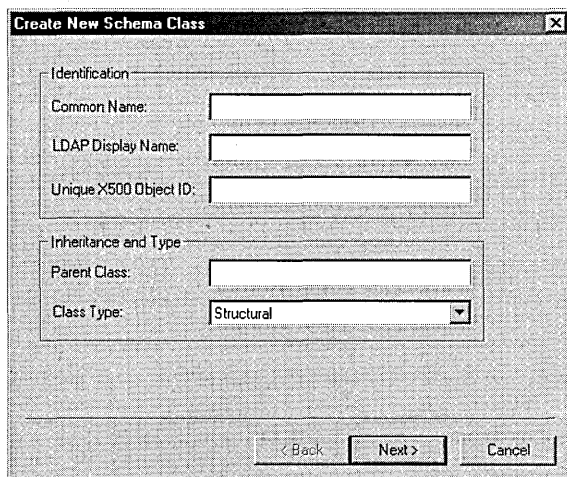 Create New Schema Class
Identification
Common Name:
LDAP Display Name:
Unique X500 Object ID:
Inheritance and Type
Parent Class:
Class Type: Structural
< Back Next > Cancel